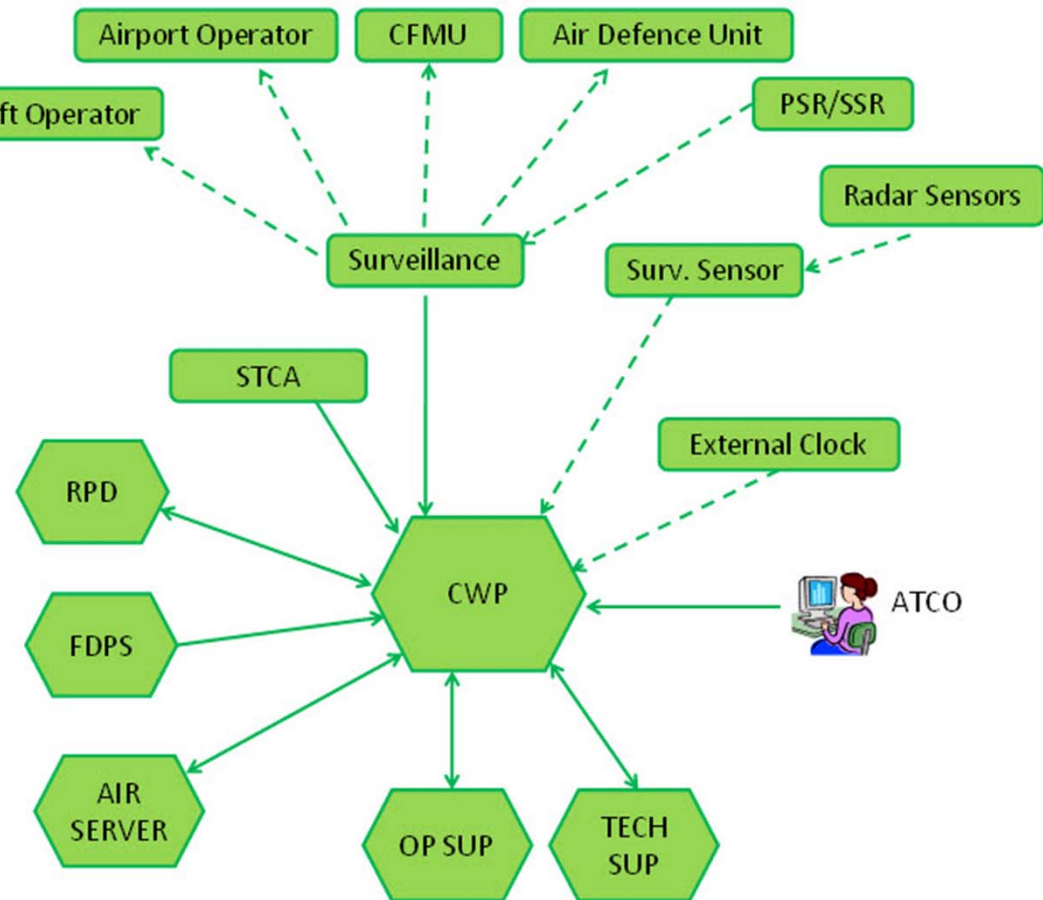 Airport Operator
CFMU
Air Defence Unit
ft Operator
PSR/SSR
Radar Sensors
Surveillance
Surv. Sensor
STCA
External Clock
RPD
CWP
ATCO
FDPS
AIR
SERVER
OP SUP
TECH
SUP